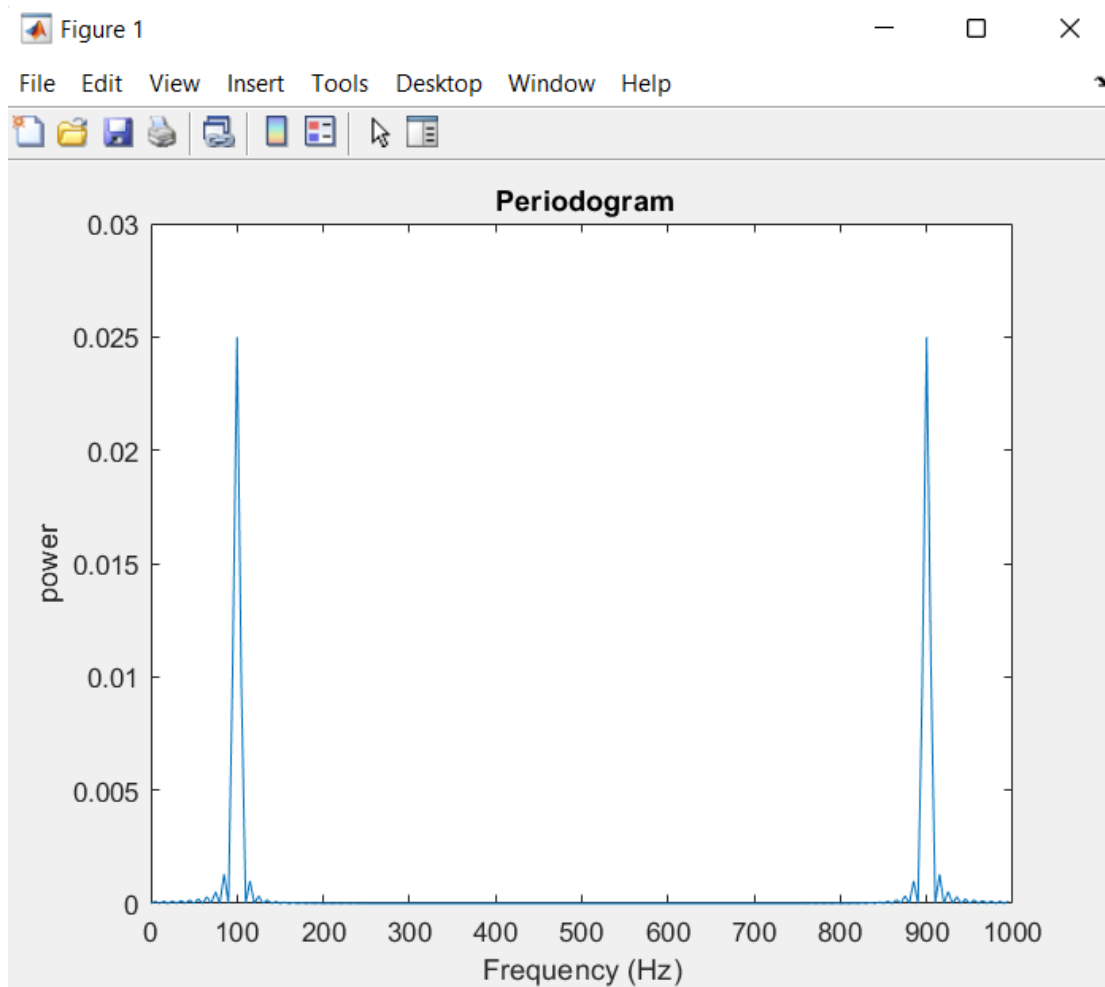 Figure 1
File Edit View Insert Tools Desktop Window Help
Periodogram
0.03
0.025
0.02
0.015
0.01
0.005
0
power
0 100 200 300 400 500 600 700 800 900 1000
Frequency (Hz)